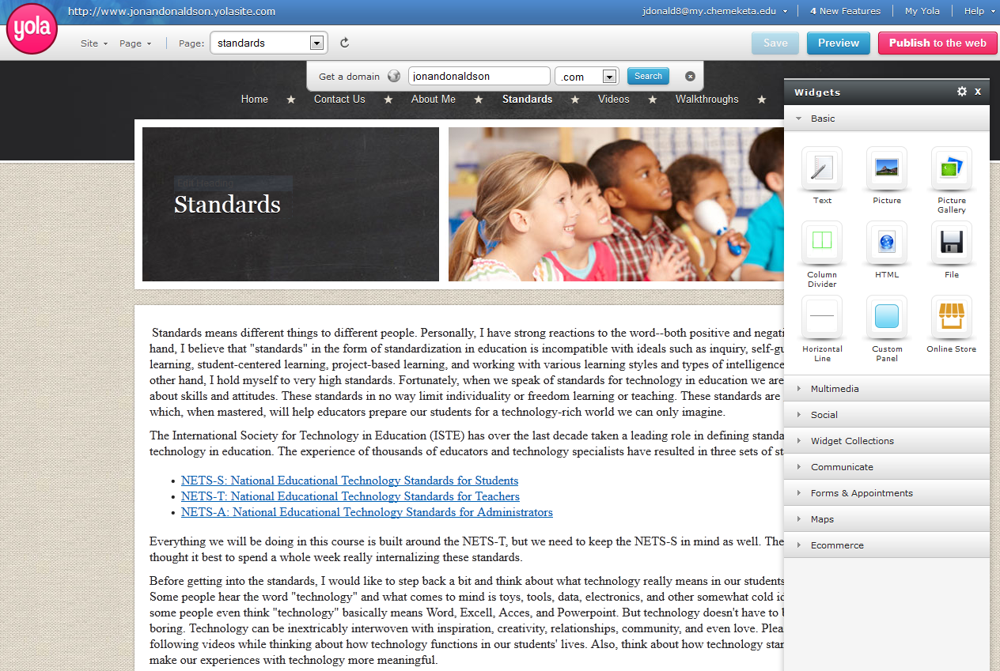 http://www.jonandonaldson.yolasite.com
jdonald8@my.chemeketa.edu
4 New Features
My Yola
Help
yola
Site
Page
Page:
standards
Save
Preview
Publish to the web
Get a domain
jonandonaldson
.com
Search
Home ★ Contact Us ★ About Me ★ Standards ★ Videos ★ Walkthroughs ★
Edit Heading
Standards
Standards means different things to different people. Personally, I have strong reactions to the word--both positive and negati
hand, I believe that "standards" in the form of standardization in education is incompatible with ideals such as inquiry, self-gu
learning, student-centered learning, project-based learning, and working with various learning styles and types of intelligence
other hand, I hold myself to very high standards. Fortunately, when we speak of standards for technology in education we are
about skills and attitudes. These standards in no way limit individuality or freedom learning or teaching. These standards are
which, when mastered, will help educators prepare our students for a technology-rich world we can only imagine.
The International Society for Technology in Education (ISTE) has over the last decade taken a leading role in defining standa
technology in education. The experience of thousands of educators and technology specialists have resulted in three sets of st
• NETS-S: National Educational Technology Standards for Students
• NETS-T: National Educational Technology Standards for Teachers
• NETS-A: National Educational Technology Standards for Administrators
Everything we will be doing in this course is built around the NETS-T, but we need to keep the NETS-S in mind as well. The
thought it best to spend a whole week really internalizing these standards.
Before getting into the standards, I would like to step back a bit and think about what technology really means in our students
Some people hear the word "technology" and what comes to mind is toys, tools, data, electronics, and other somewhat cold id
some people even think "technology" basically means Word, Excell, Acces, and Powerpoint. But technology doesn't have to b
boring. Technology can be inextricably interwoven with inspiration, creativity, relationships, community, and even love. Plea
following videos while thinking about how technology functions in our students' lives. Also, think about how technology stan
make our experiences with technology more meaningful.
Widgets
x
Basic
Text
Picture
Picture
Gallery
Column
Divider
HTML
File
Horizontal
Line
Custom
Panel
Online Store
Multimedia
Social
Widget Collections
Communicate
Forms & Appointments
Maps
Ecommerce